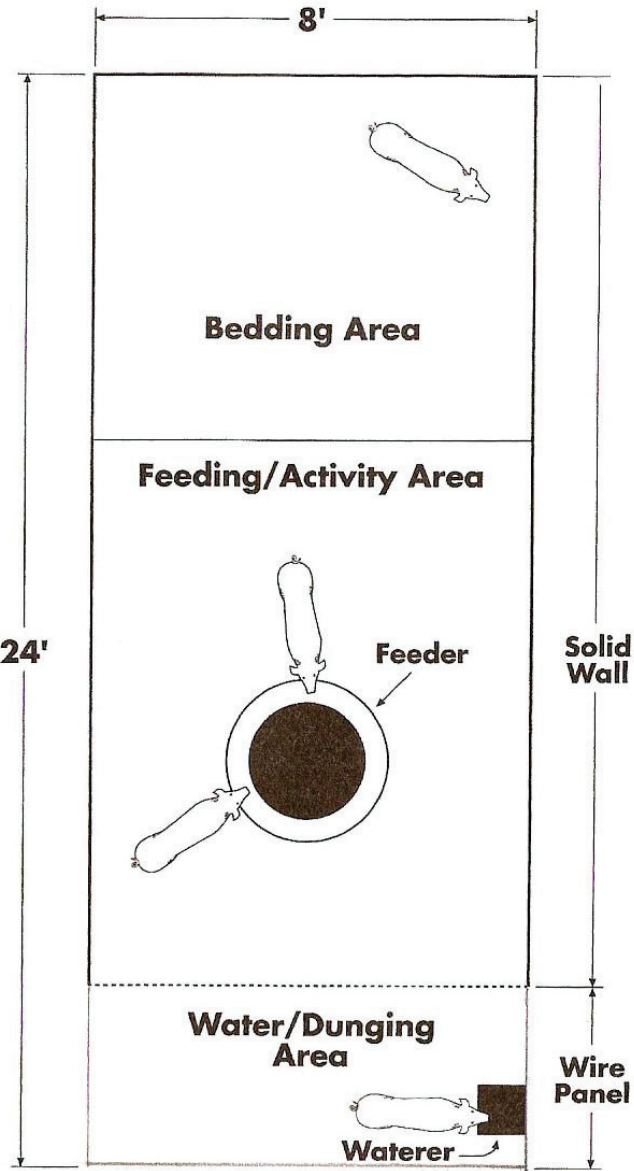 8'
Bedding Area
Feeding/Activity Area
24'
Feeder
Solid
Wall
Water/Dunging
Area
Wire
Panel
Waterer